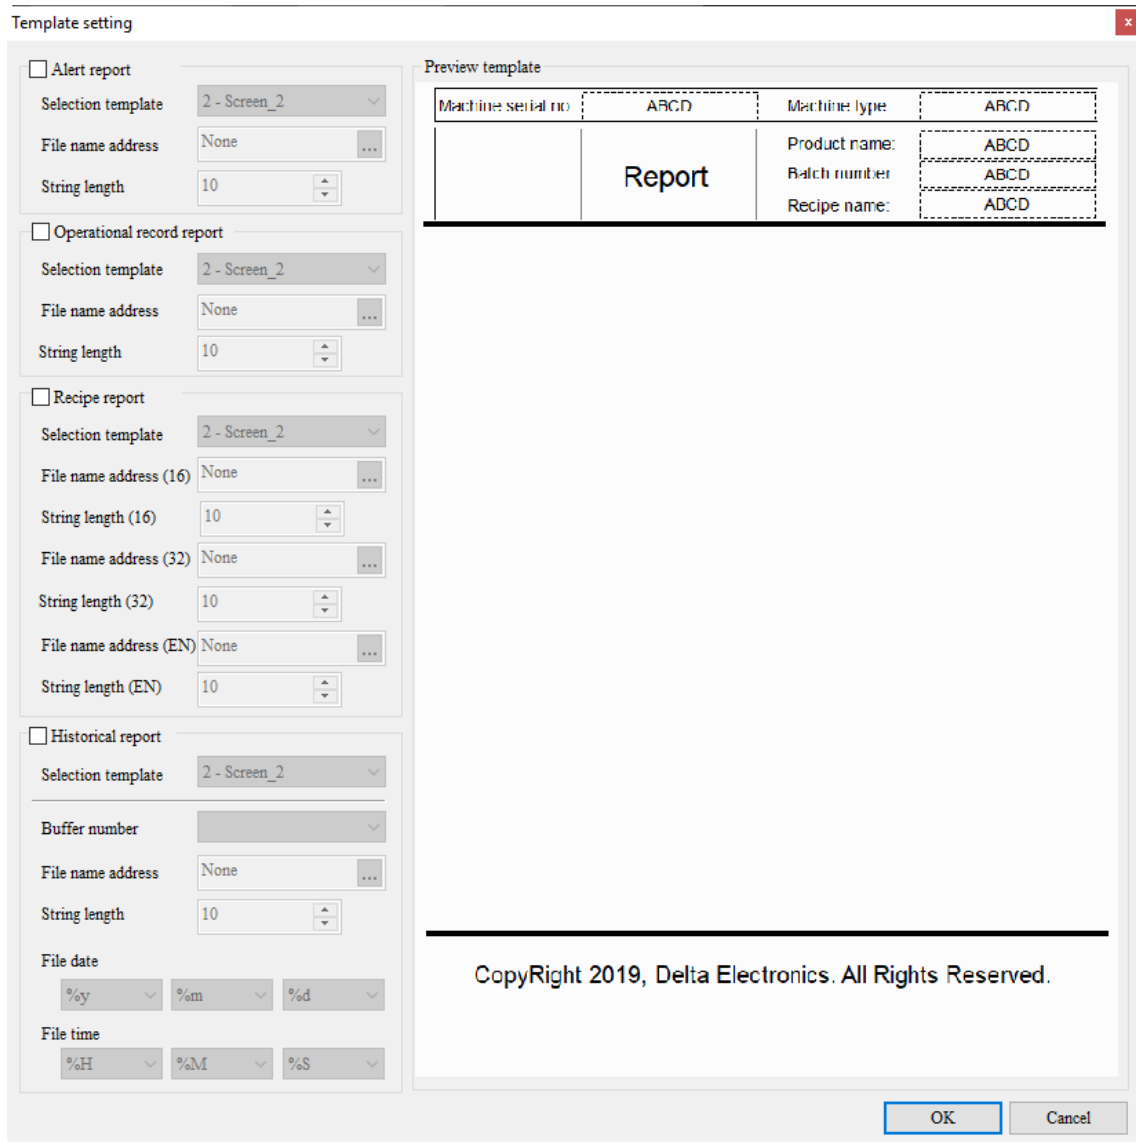 Template setting
x
Alert report
Selection template 2 - Screen_2
File name address None ...
String length 10
Operational record report
Selection template 2 - Screen_2
File name address None ...
String length 10
Recipe report
Selection template 2 - Screen_2
File name address (16) None ...
String length (16) 10
File name address (32) None ...
String length (32) 10
File name address (EN) None ...
String length (EN) 10
Historical report
Selection template 2 - Screen_2
Buffer number
File name address None ...
String length 10
File date
%y %m %d
File time
%H %M %S
Preview template
Machine serial no ABCD Machine type ABCD
Report
Product name: ABCD
Batch number ABCD
Recipe name: ABCD
CopyRight 2019, Delta Electronics. All Rights Reserved.
OK Cancel